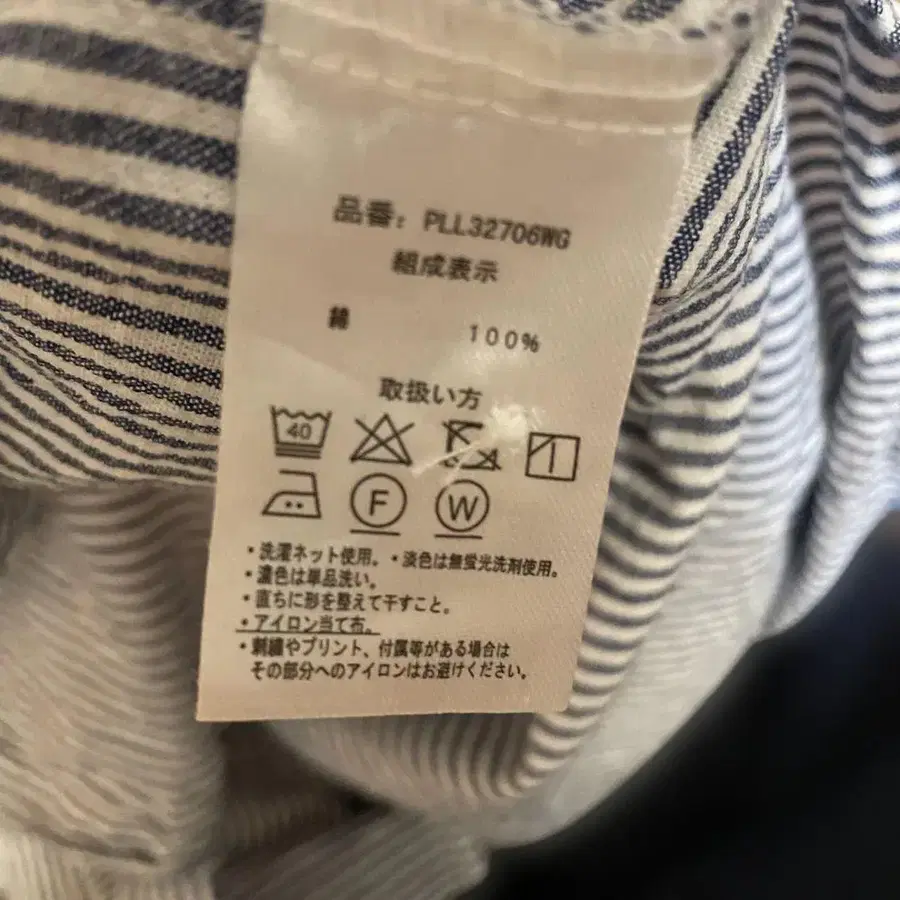 品番: PLL32706WG
組成表示
綿 100%
取扱い方
40
F W
・洗濯ネット使用。・淡色は無蛍光洗剤使用。
・濃色は単品洗い。
・直ちに形を整えて干すこと。
・アイロン当て布。
・刺繍やプリント、付属等がある場合は
その部分へのアイロンはお避けください。